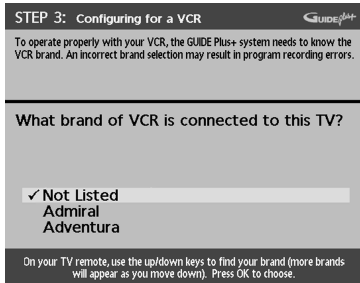 STEP 3: Configuring for a VCR
GUIDE plus+
To operate properly with your VCR, the GUIDE Plus+ system needs to know the
VCR brand. An incorrect brand selection may result in program recording errors.
What brand of VCR is connected to this TV?
✓ Not Listed
Admiral
Adventura
On your TV remote, use the up/down keys to find your brand (more brands
will appear as you move down). Press OK to choose.